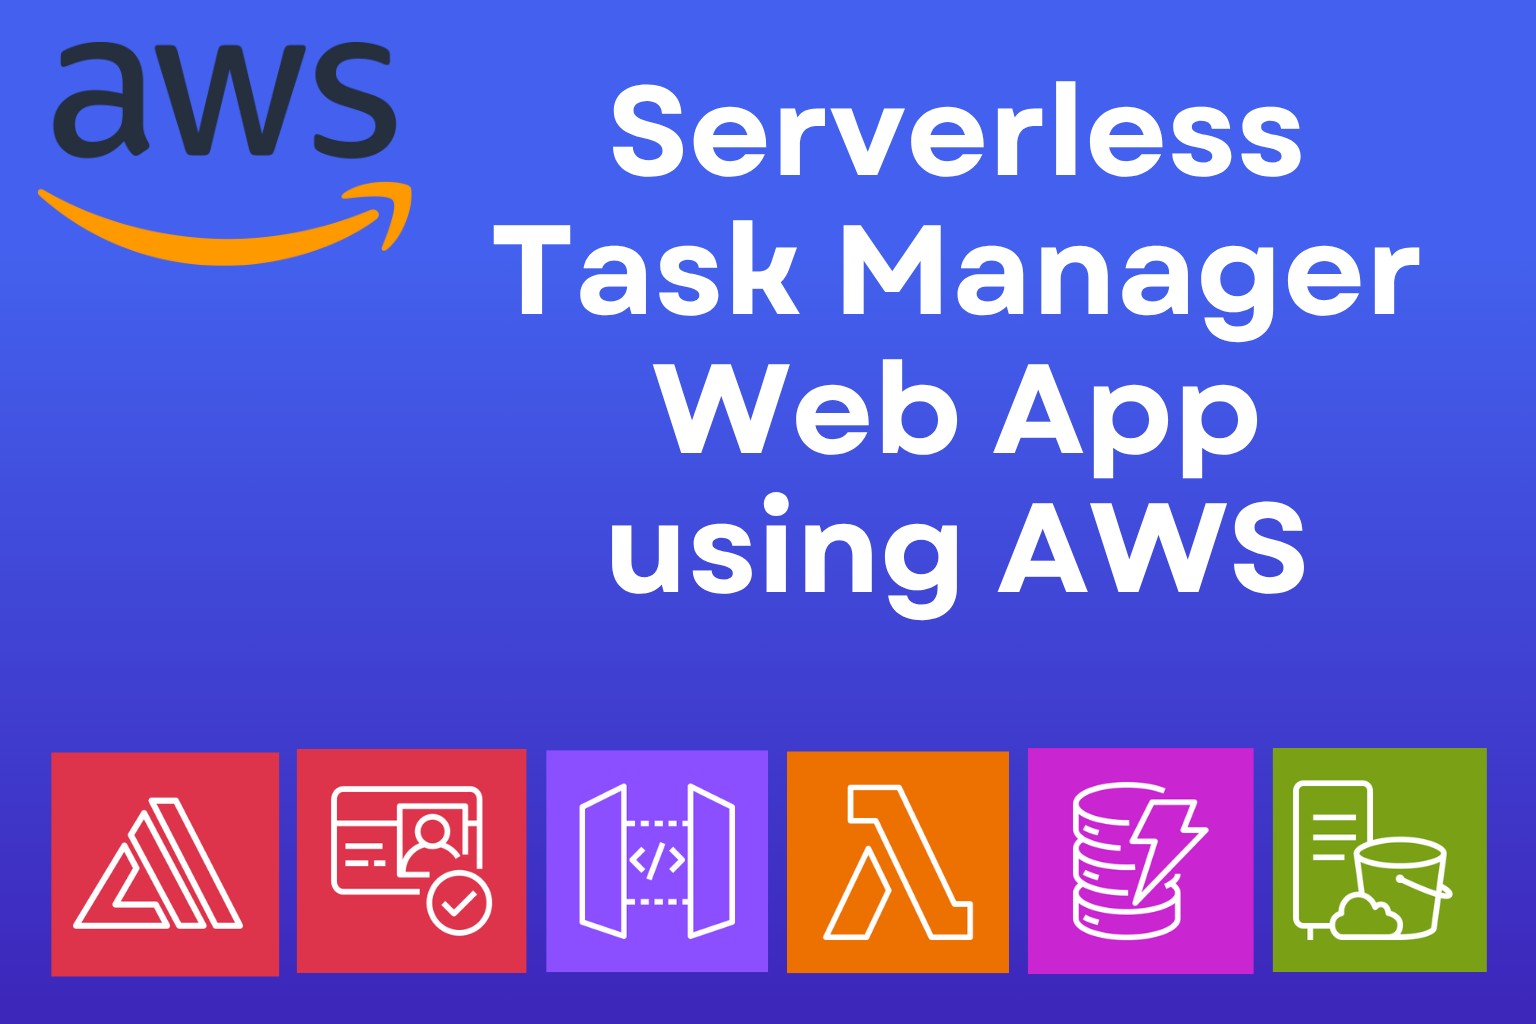 aws
Serverless
Task Manager
Web App
using AWS
</>